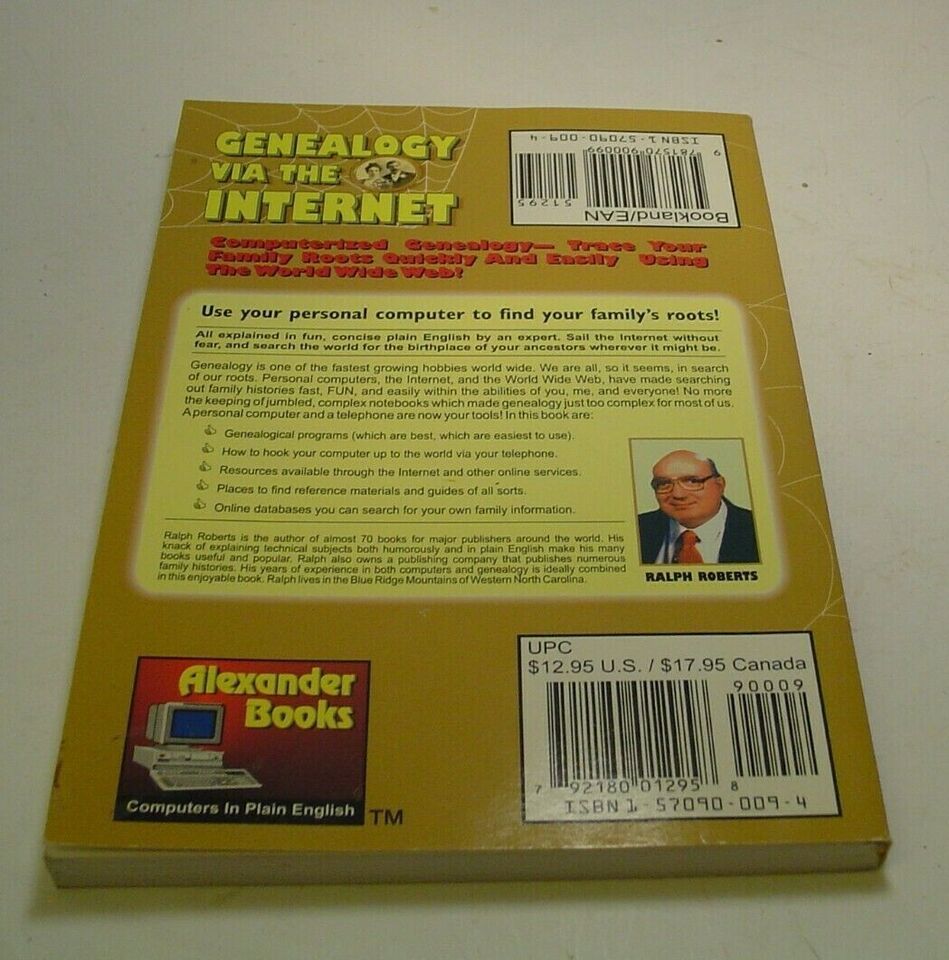 GENEALOGY
VIA THE
INTERNET
ISBN 1-57090-009-4
9 781570 900099
51295
Bookland/EAN
Computerized Genealogy— Trace Your
Family Roots Quickly And Easily Using
The World Wide Web!
Use your personal computer to find your family's roots!
All explained in fun, concise plain English by an expert. Sail the Internet without
fear, and search the world for the birthplace of your ancestors wherever it might be.
Genealogy is one of the fastest growing hobbies world wide. We are all, so it seems, in search
of our roots. Personal computers, the Internet, and the World Wide Web, have made searching
out family histories fast, FUN, and easily within the abilities of you, me, and everyone! No more
the keeping of jumbled, complex notebooks which made genealogy just too complex for most of us.
A personal computer and a telephone are now your tools! In this book are:
Genealogical programs (which are best, which are easiest to use).
How to hook your computer up to the world via your telephone.
Resources available through the Internet and other online services.
Places to find reference materials and guides of all sorts.
Online databases you can search for your own family information.
Ralph Roberts is the author of almost 70 books for major publishers around the world. His
knack of explaining technical subjects both humorously and in plain English make his many
books useful and popular. Ralph also owns a publishing company that publishes numerous
family histories. His years of experience in both computers and genealogy is ideally combined
in this enjoyable book. Ralph lives in the Blue Ridge Mountains of Western North Carolina.
RALPH ROBERTS
Alexander
Books
Computers In Plain English
TM
UPC
$12.95 U.S. / $17.95 Canada
90009
7 92180 01295 8
ISBN 1-57090-009-4